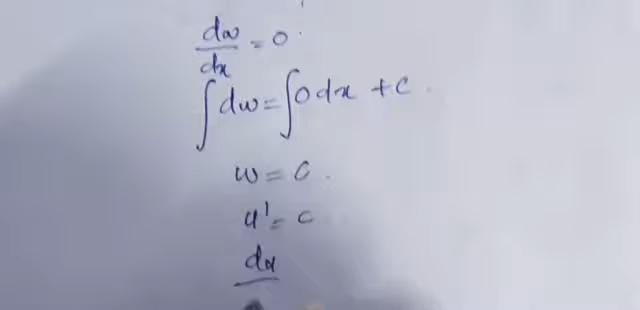 dw/dx = 0
∫dw = ∫0 dx + c.
w = c.
u' = c
du